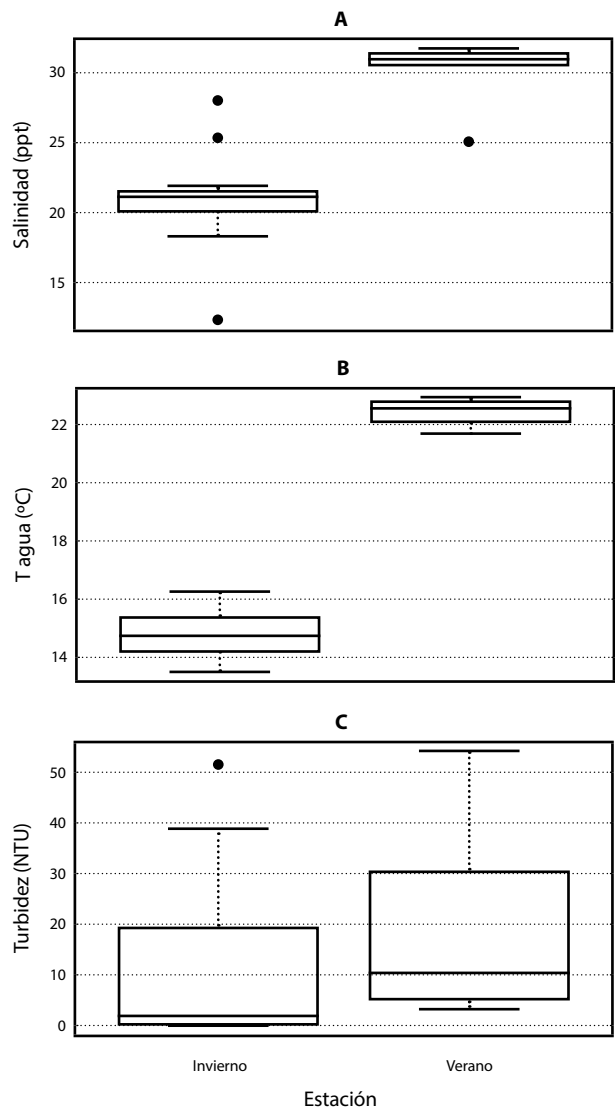 A
Salinidad (ppt)
30
25
20
15
B
T agua (ºC)
22
20
18
16
14
C
Turbidez (NTU)
50
40
30
20
10
0
Invierno
Verano
Estación